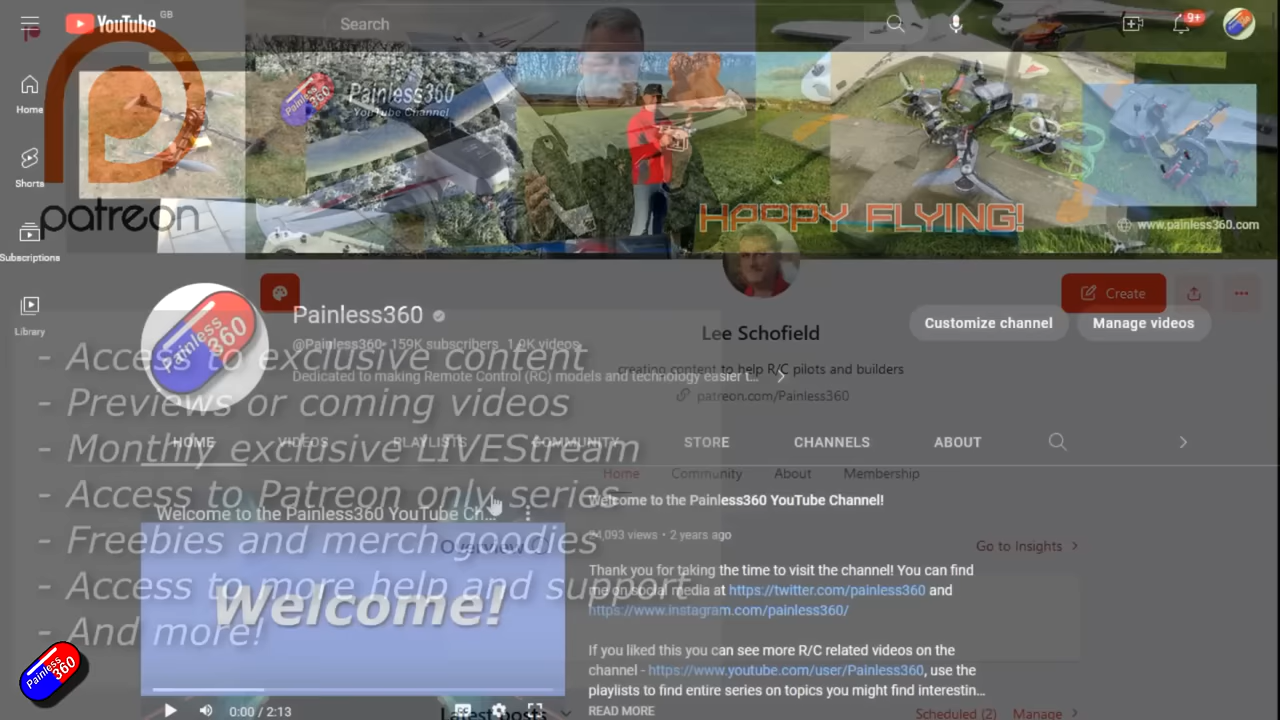 YouTube GB
Search
9+
Home
Shorts
Subscriptions
Library
patreon
Painless360
Painless360
YouTube Channel
HAPPY FLYING!
www.painless360.com
Create
Painless360
Painless360
@Painless360 159K subscribers
Dedicated to making Remote Control (RC) models and technology easier t...
Customize channel
Manage videos
Lee Schofield
creating content to help R/C pilots and builders
patreon.com/Painless360
- Access to exclusive content
- Previews or coming videos
- Monthly exclusive LIVEStream
- Access to Patreon only series
- Freebies and merch goodies
- Access to more help and support
- And more!
HOME VIDEOS PLAYLISTS COMMUNITY STORE CHANNELS ABOUT
Home Community About Membership
Welcome to the Painless360 YouTube Ch...
Welcome to the Painless360 YouTube Channel!
24,093 views • 2 years ago
Overview
Go to Insights
Welcome!
Thank you for taking the time to visit the channel! You can find
me on social media at https://twitter.com/painless360 and
https://www.instagram.com/painless360/
If you liked this you can see more R/C related videos on the
channel - https://www.youtube.com/user/Painless360, use the
playlists to find entire series on topics you might find interestin...
READ MORE
0:00 / 2:13
Latest posts
Scheduled (2) Manage
Painless360